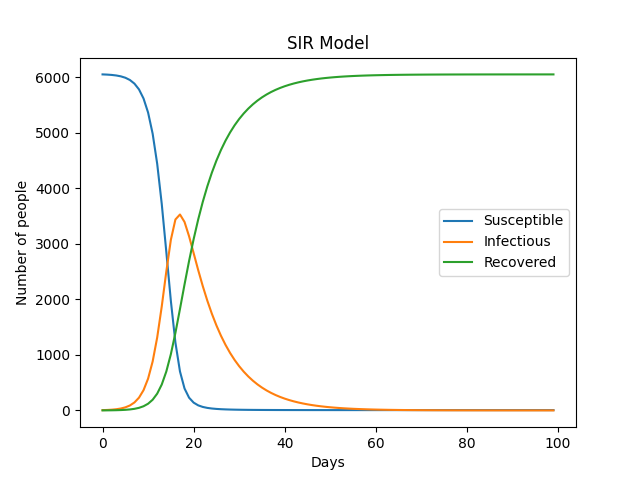 SIR Model
Number of people
6000
5000
4000
3000
2000
1000
0
Susceptible
Infectious
Recovered
0 20 40 60 80 100
Days